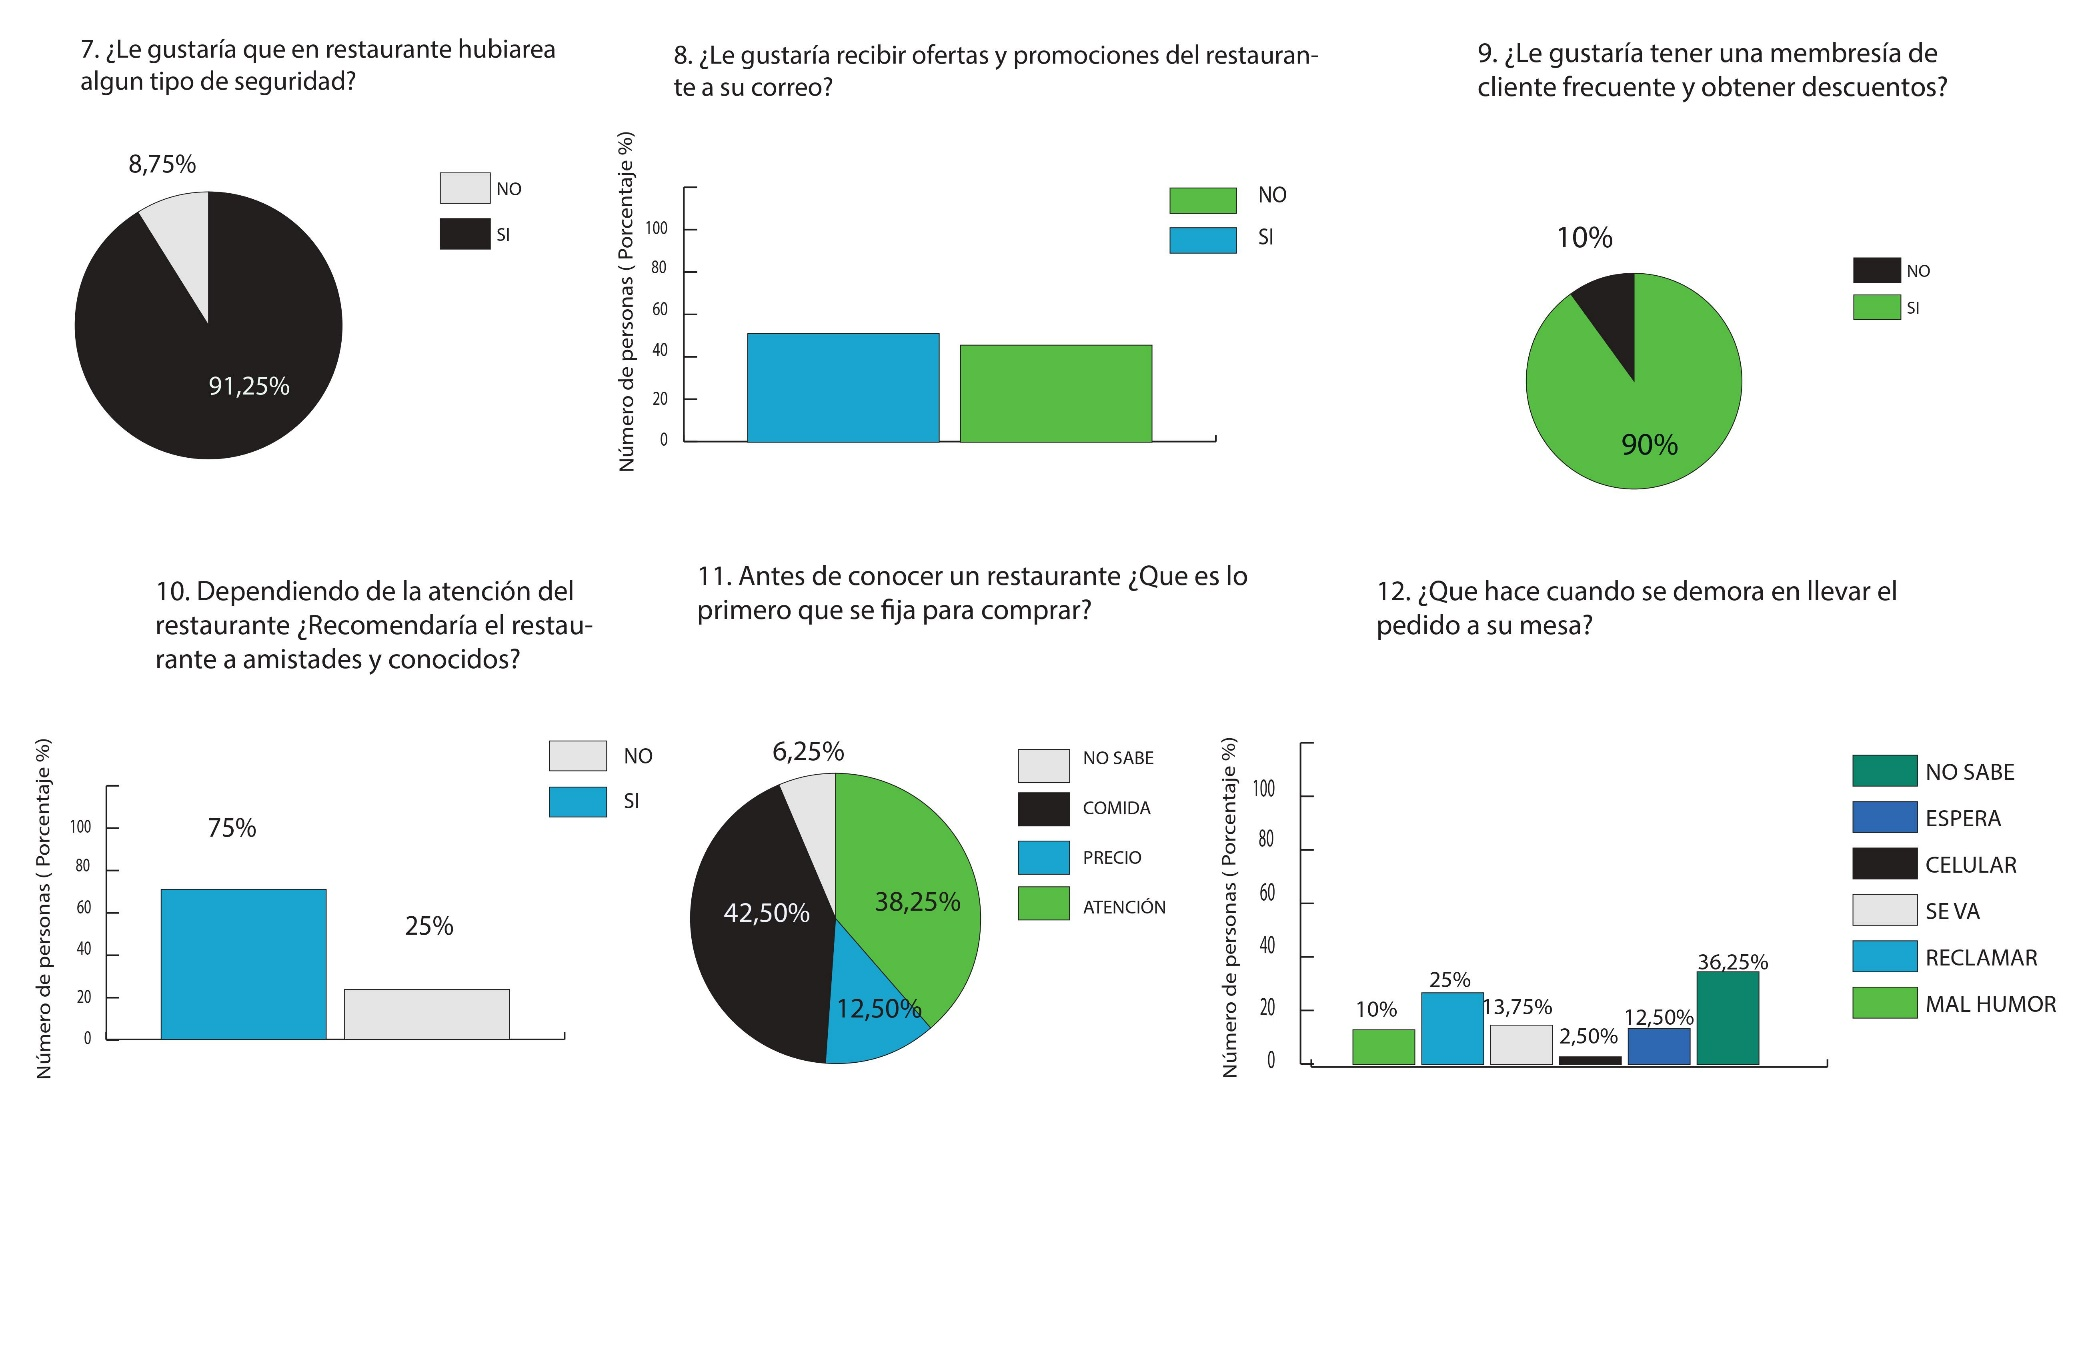 7. ¿Le gustaría que en restaurante hubiarea
algun tipo de seguridad?
8,75%
91,25%
NO
SI
8. ¿Le gustaría recibir ofertas y promociones del restauran-
te a su correo?
Número de personas ( Porcentaje %)
100
80
60
40
20
0
NO
SI
9. ¿Le gustaría tener una membresía de
cliente frecuente y obtener descuentos?
10%
90%
NO
SI
10. Dependiendo de la atención del
restaurante ¿Recomendaría el restau-
rante a amistades y conocidos?
Número de personas ( Porcentaje %)
100
80
60
40
20
0
75%
25%
NO
SI
11. Antes de conocer un restaurante ¿Que es lo
primero que se fija para comprar?
6,25%
42,50%
38,25%
12,50%
NO SABE
COMIDA
PRECIO
ATENCIÓN
12. ¿Que hace cuando se demora en llevar el
pedido a su mesa?
Número de personas ( Porcentaje %)
100
80
60
40
20
0
10%
25%
13,75%
2,50%
12,50%
36,25%
NO SABE
ESPERA
CELULAR
SE VA
RECLAMAR
MAL HUMOR